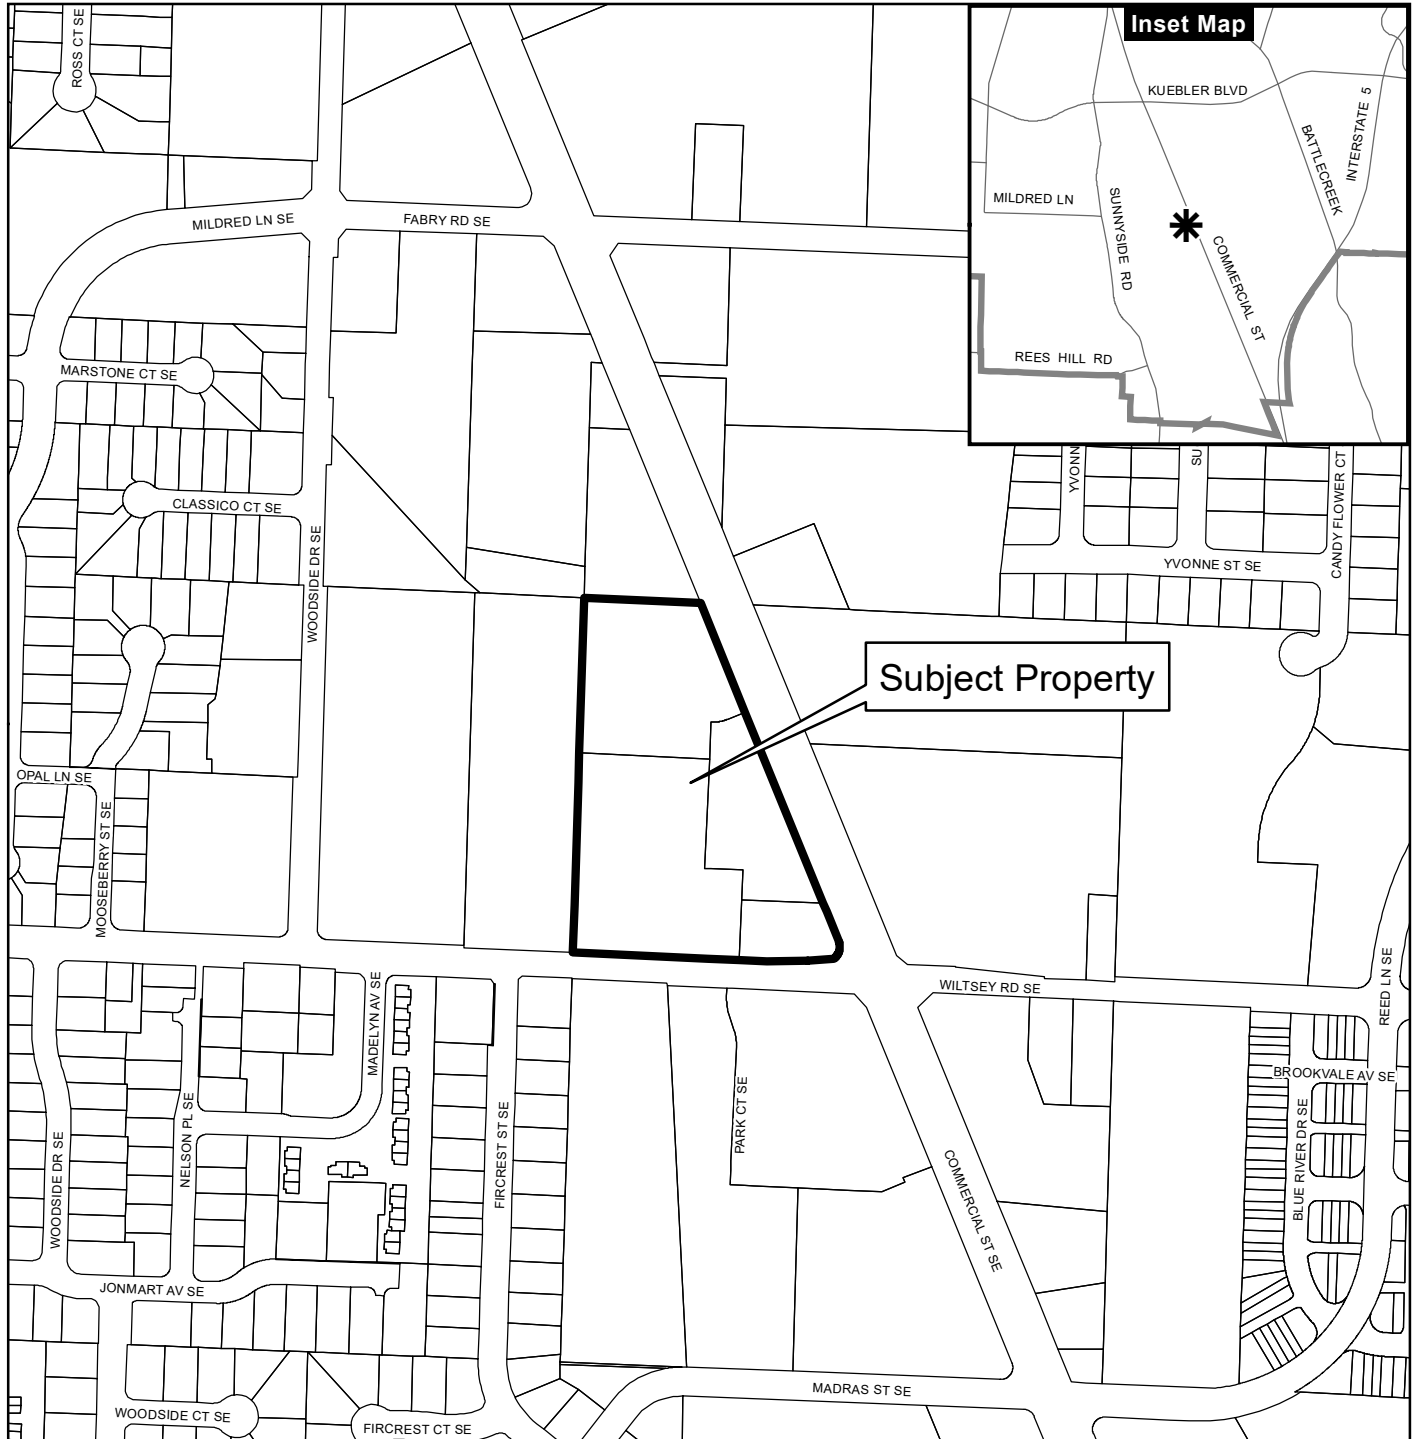 ROSS CT SE
Inset Map
KUEBLER BLVD
INTERSTATE 5
BATTLECREEK
MILDRED LN
SUNNYSIDE RD
COMMERCIAL ST
REES HILL RD
MILDRED LN SE
FABRY RD SE
MARSTONE CT SE
CLASSICO CT SE
WOODSIDE DR SE
YVONN
SU
CANDY FLOWER CT
YVONNE ST SE
Subject Property
OPAL LN SE
MOOSEBERRY ST SE
MADELYN AV SE
WILTSEY RD SE
REED LN SE
BROOKVALE AV SE
BLUE RIVER DR SE
PARK CT SE
FIRCREST ST SE
NELSON PL SE
WOODSIDE DR SE
COMMERCIAL ST SE
JONMART AV SE
MADRAS ST SE
WOODSIDE CT SE
FIRCREST CT SE